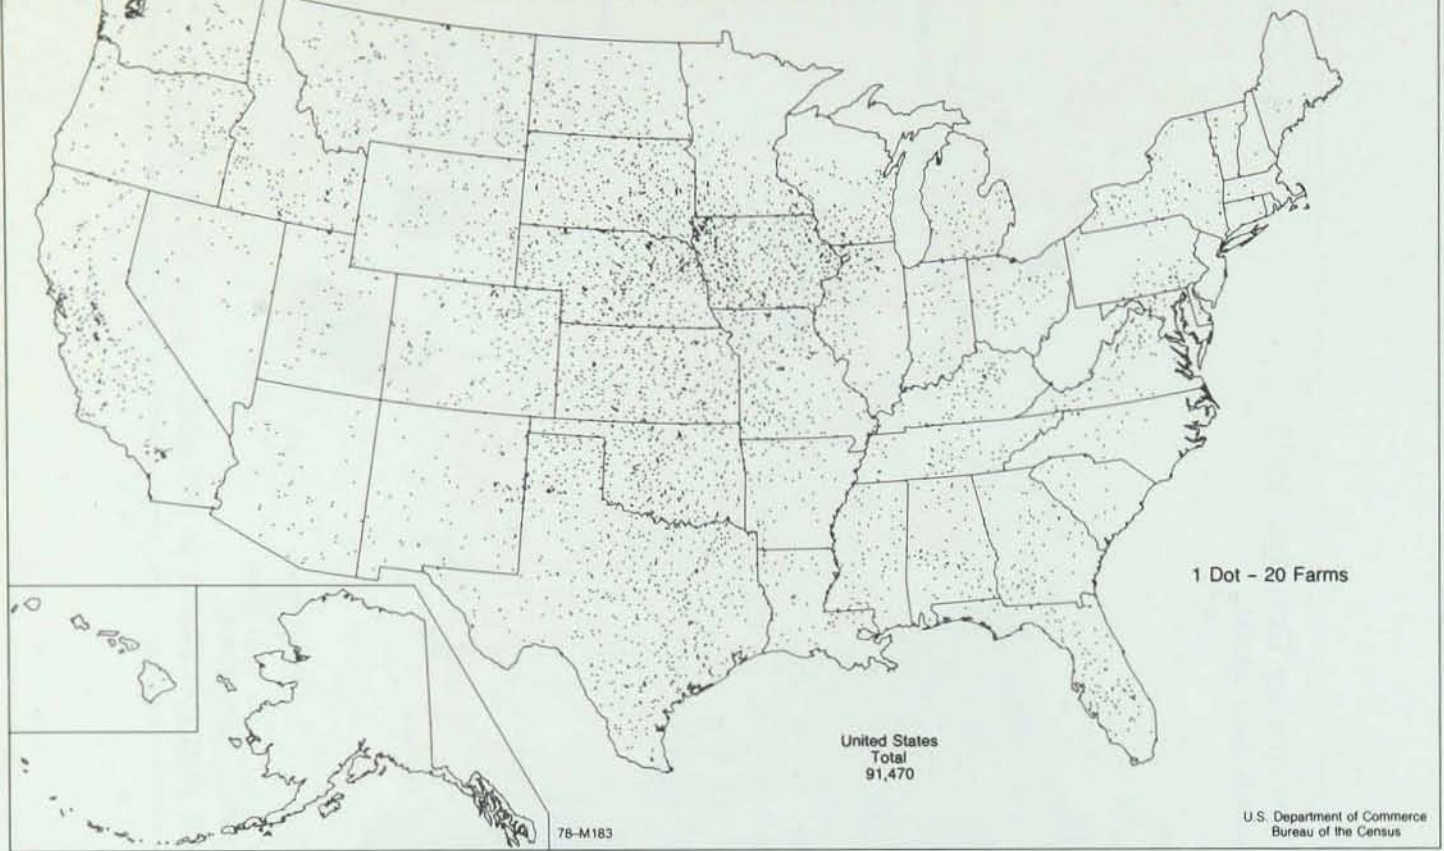 1 Dot – 20 Farms
United States
Total
91,470
78–M183
U.S. Department of Commerce
Bureau of the Census